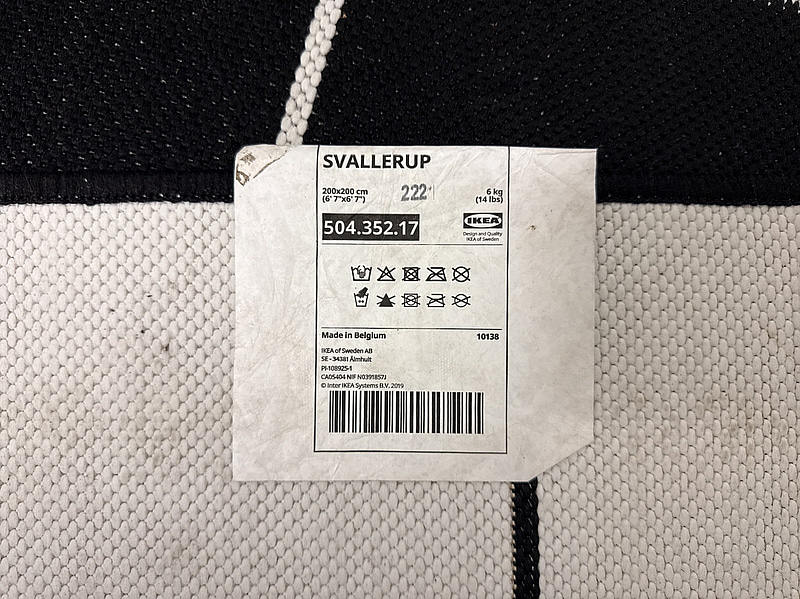 SVALLERUP
200x200 cm
(6' 7"x6' 7")
222
6 kg
(14 lbs)
504.352.17
IKEA
Design and Quality
IKEA of Sweden
Made in Belgium 10138
IKEA of Sweden AB
SE - 34381 Älmhult
PI-108925-1
CA05404 NIF N0391857J
© Inter IKEA Systems B.V. 2019